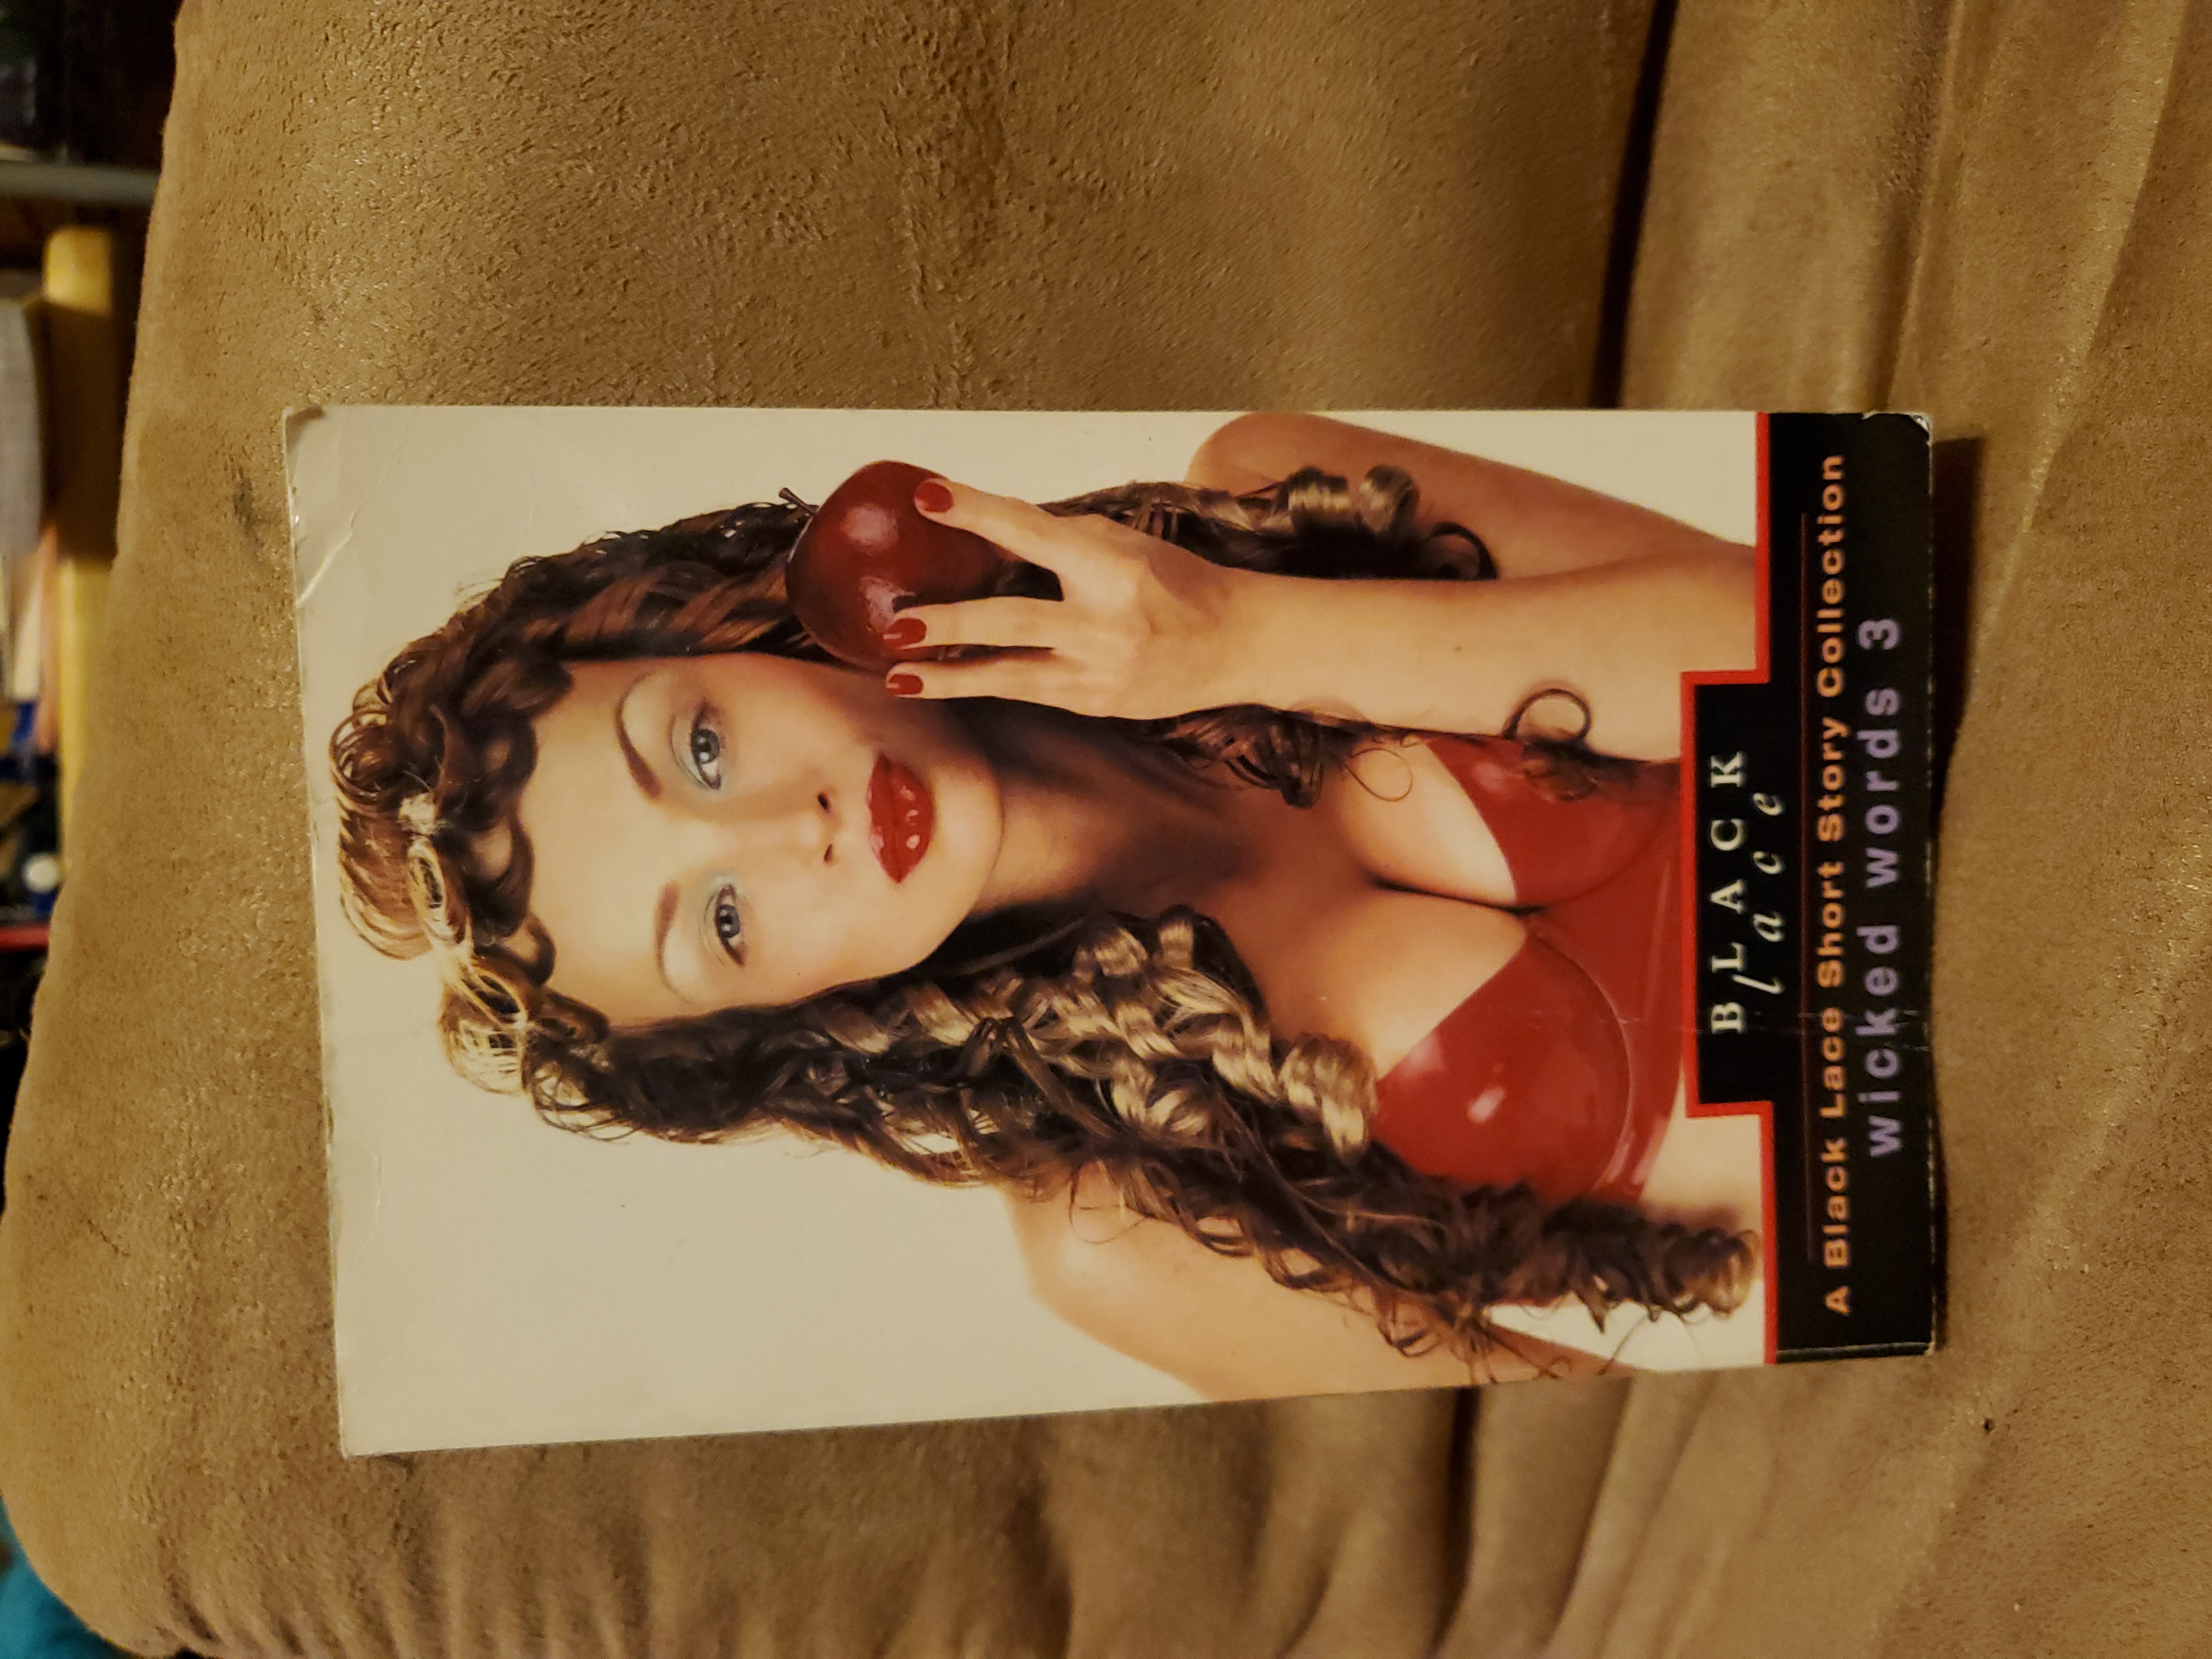 BLACK
lace
A Black Lace Short Story Collection
wicked words 3